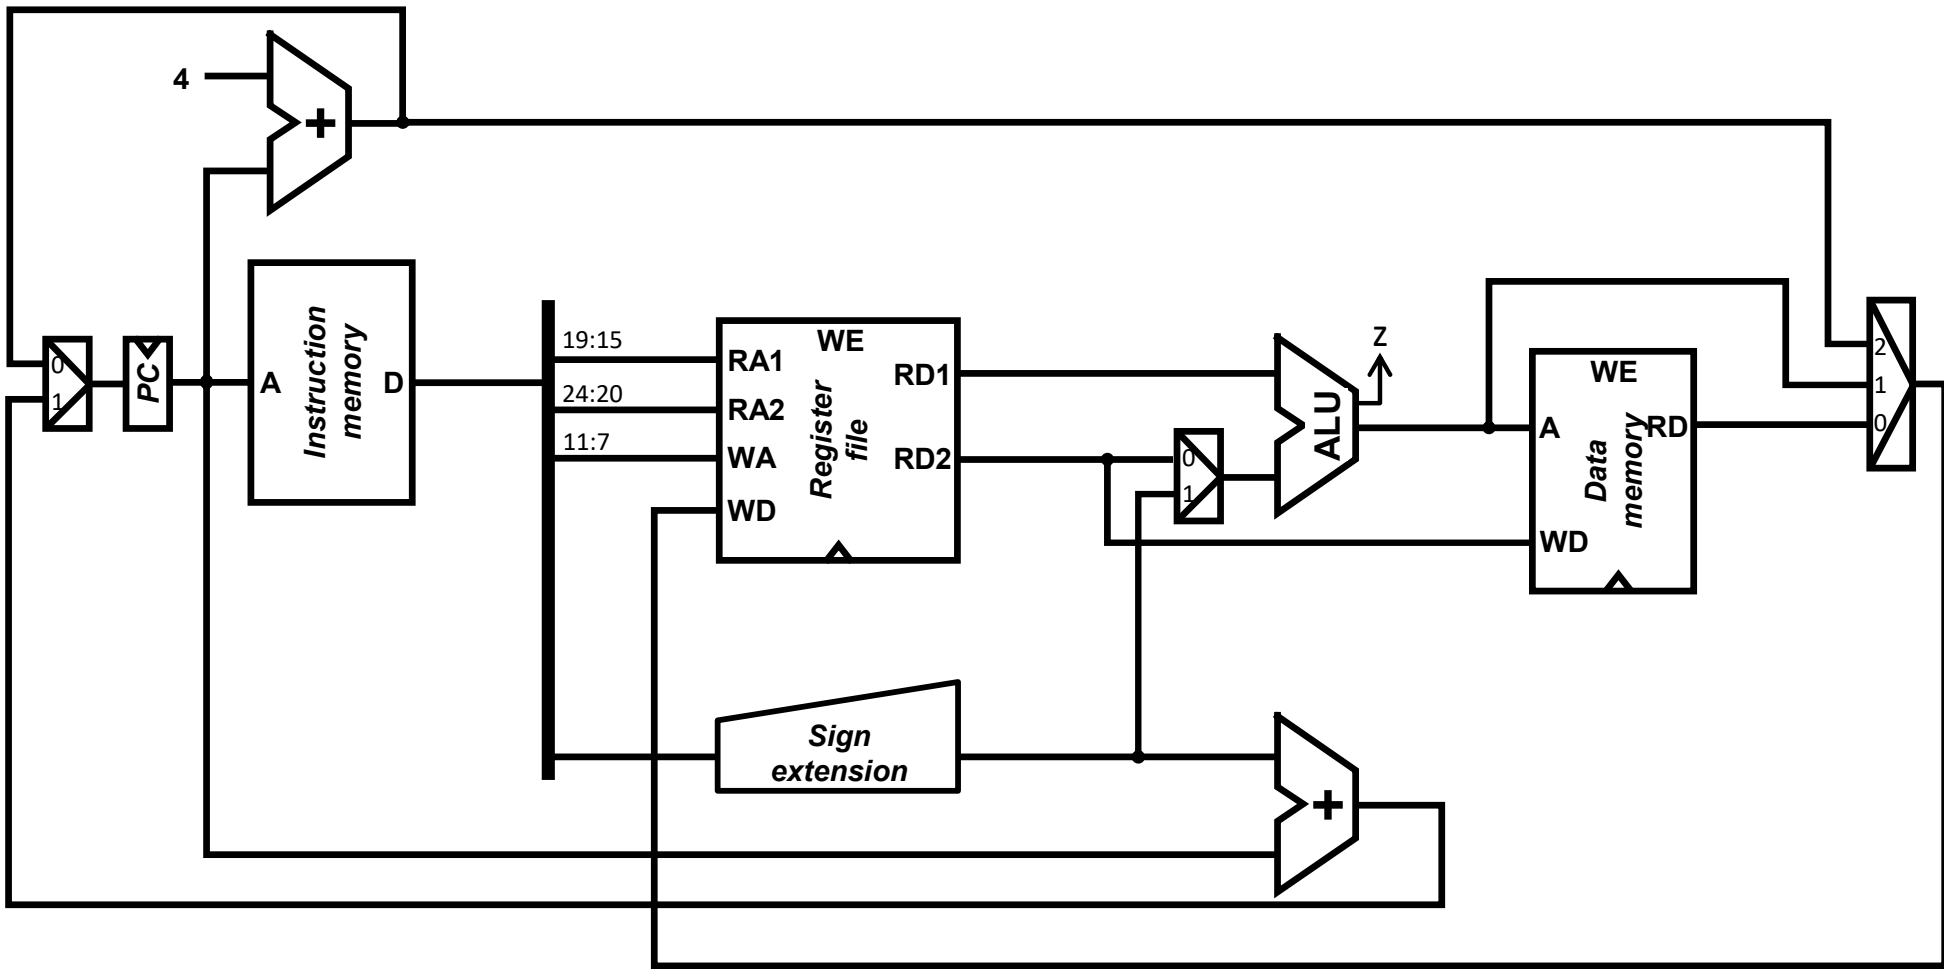 4
+
Instruction
memory
A
D
PC
0
1
19:15
24:20
11:7
WE
RA1
RA2
WA
WD
Register
file
RD1
RD2
0
1
ALU
Z
WE
A
RD
Data
memory
WD
2
1
0
Sign
extension
+